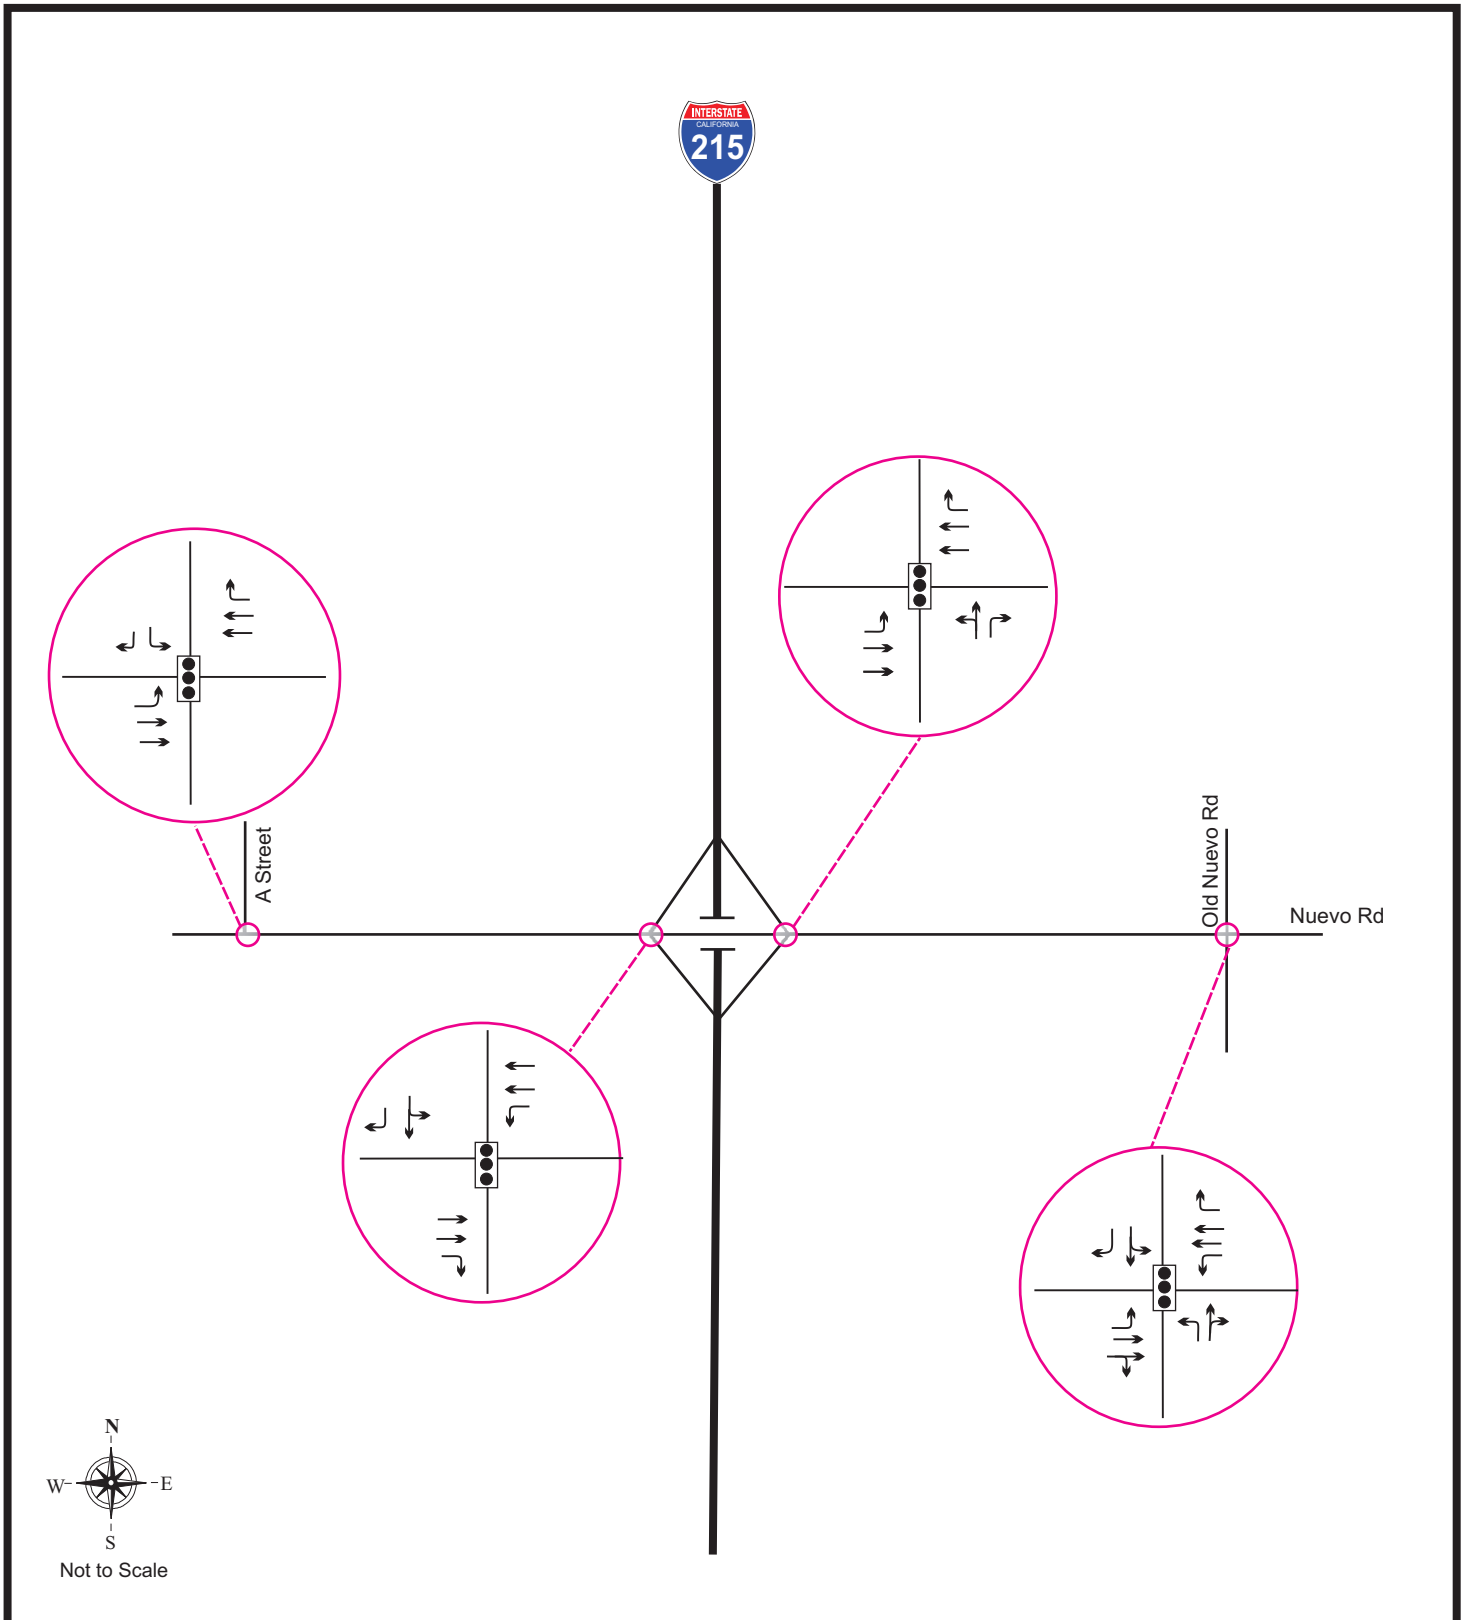 INTERSTATE
CALIFORNIA
215
A Street
Old Nuevo Rd
Nuevo Rd
N
W
E
S
Not to Scale